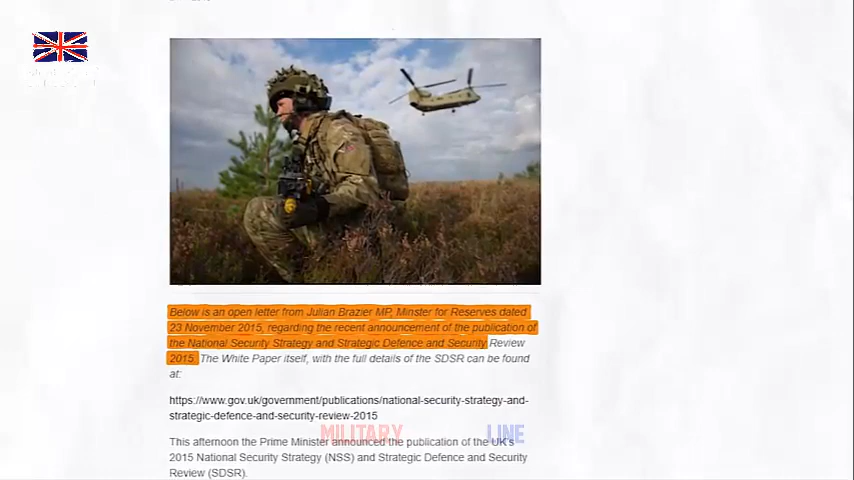 Below is an open letter from Julian Brazier MP, Minster for Reserves dated
23 November 2015, regarding the recent announcement of the publication of
the National Security Strategy and Strategic Defence and Security Review
2015. The White Paper itself, with the full details of the SDSR can be found
at:
https://www.gov.uk/government/publications/national-security-strategy-and-
strategic-defence-and-security-review-2015
MILITARY LINE
This afternoon the Prime Minister announced the publication of the UK's
2015 National Security Strategy (NSS) and Strategic Defence and Security
Review (SDSR).